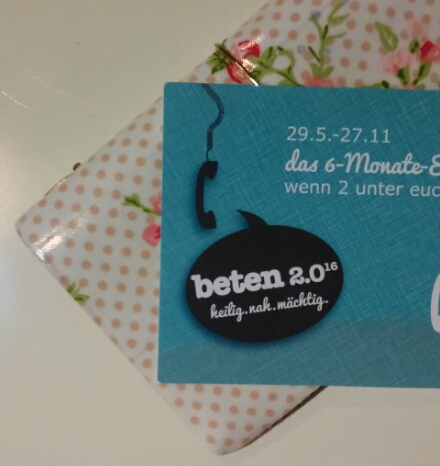 29.5.-27.11
das 6-Monate-E
wenn 2 unter euc
beten 2.0¹⁶
heilig.nah.mächtig.